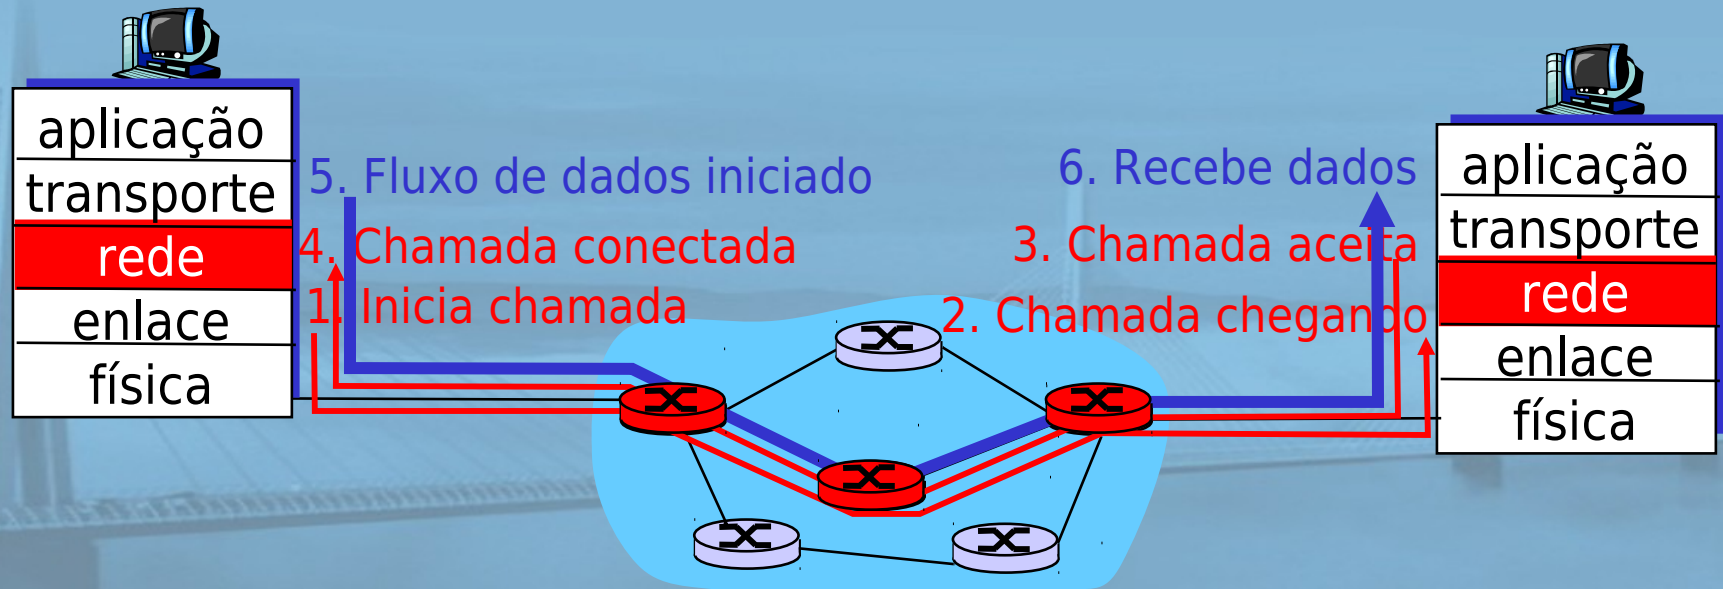 aplicação
transporte
rede
enlace
física
5. Fluxo de dados iniciado
4. Chamada conectada
1. Inicia chamada
6. Recebe dados
3. Chamada aceita
2. Chamada chegando
aplicação
transporte
rede
enlace
física